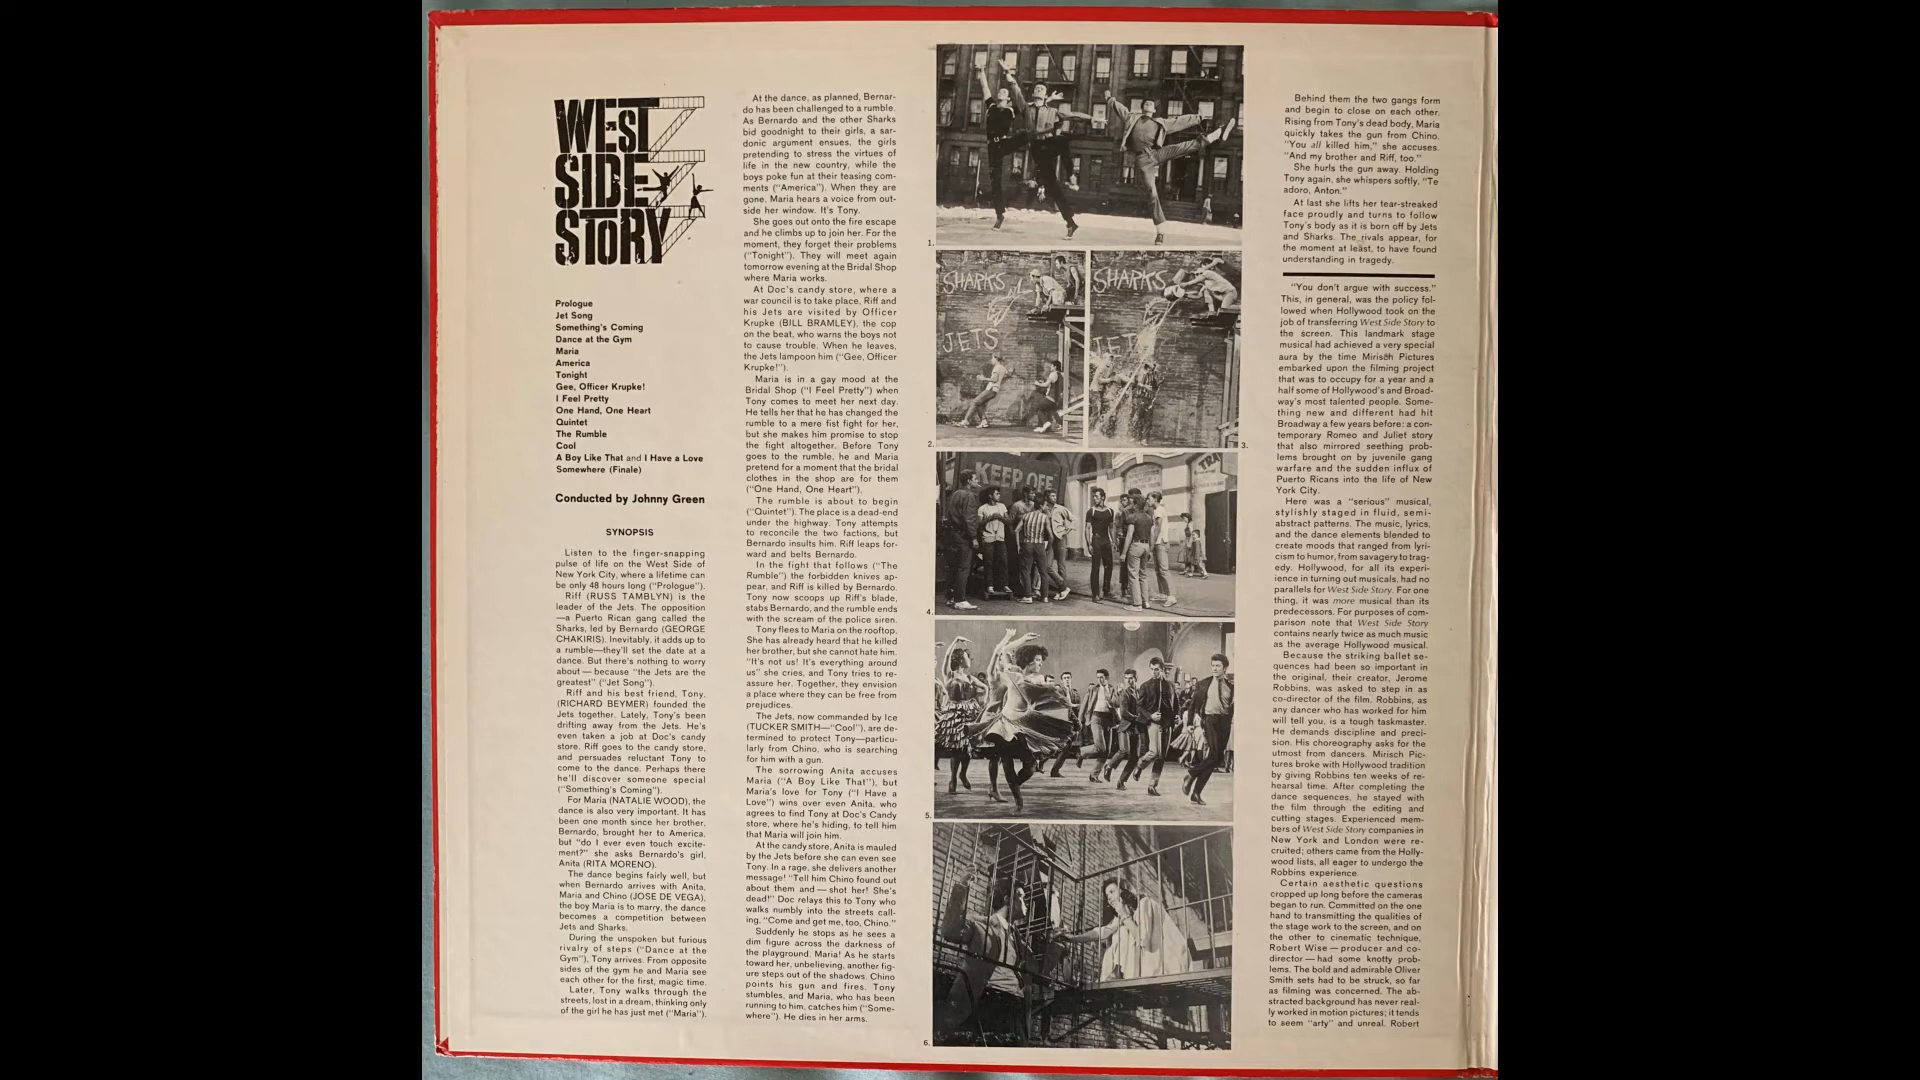 WEST
SIDE
STORY
Prologue
Jet Song
Something's Coming
Dance at the Gym
Maria
America
Tonight
Gee, Officer Krupke!
I Feel Pretty
One Hand, One Heart
Quintet
The Rumble
Cool
A Boy Like That and I Have a Love
Somewhere (Finale)
Conducted by Johnny Green
SYNOPSIS
Listen to the finger-snapping
pulse of life on the West Side of
New York City, where a lifetime can
be only 48 hours long ("Prologue").
Riff (RUSS TAMBLYN) is the
leader of the Jets. The opposition
—a Puerto Rican gang called the
Sharks, led by Bernardo (GEORGE
CHAKIRIS). Inevitably, it adds up to
a rumble—they'll set the date at a
dance. But there's nothing to worry
about — because "the Jets are the
greatest" ("Jet Song").
Riff and his best friend, Tony,
(RICHARD BEYMER) founded the
Jets together. Lately, Tony's been
drifting away from the Jets. He's
even taken a job at Doc's candy
store. Riff goes to the candy store,
and persuades reluctant Tony to
come to the dance. Perhaps there
he'll discover someone special
("Something's Coming").
For Maria (NATALIE WOOD), the
dance is also very important. It has
been one month since her brother,
Bernardo, brought her to America,
but "do I ever even touch excite-
ment?" she asks Bernardo's girl,
Anita (RITA MORENO).
The dance begins fairly well, but
when Bernardo arrives with Anita,
Maria and Chino (JOSE DE VEGA),
the boy Maria is to marry, the dance
becomes a competition between
Jets and Sharks.
During the unspoken but furious
rivalry of steps ("Dance at the
Gym"), Tony arrives. From opposite
sides of the gym he and Maria see
each other for the first, magic time.
Later, Tony walks through the
streets, lost in a dream, thinking only
of the girl he has just met ("Maria").
At the dance, as planned, Bernar-
do has been challenged to a rumble.
As Bernardo and the other Sharks
bid goodnight to their girls, a sar-
donic argument ensues, the girls
pretending to stress the virtues of
life in the new country, while the
boys poke fun at their teasing com-
ments ("America"). When they are
gone, Maria hears a voice from out-
side her window. It's Tony.
She goes out onto the fire escape
and he climbs up to join her. For the
moment, they forget their problems
("Tonight"). They will meet again
tomorrow evening at the Bridal Shop
where Maria works.
At Doc's candy store, where a
war council is to take place, Riff and
his Jets are visited by Officer
Krupke (BILL BRAMLEY), the cop
on the beat, who warns the boys not
to cause trouble. When he leaves,
the Jets lampoon him ("Gee, Officer
Krupke!").
Maria is in a gay mood at the
Bridal Shop ("I Feel Pretty") when
Tony comes to meet her next day.
He tells her that he has changed the
rumble to a mere fist fight for her,
but she makes him promise to stop
the fight altogether. Before Tony
goes to the rumble, he and Maria
pretend for a moment that the bridal
clothes in the shop are for them
("One Hand, One Heart").
The rumble is about to begin
("Quintet"). The place is a dead-end
under the highway. Tony attempts
to reconcile the two factions, but
Bernardo insults him. Riff leaps for-
ward and belts Bernardo.
In the fight that follows ("The
Rumble") the forbidden knives ap-
pear, and Riff is killed by Bernardo.
Tony now scoops up Riff's blade,
stabs Bernardo, and the rumble ends
with the scream of the police siren.
Tony flees to Maria on the rooftop.
She has already heard that he killed
her brother, but she cannot hate him.
"It's not us! It's everything around
us" she cries, and Tony tries to re-
assure her. Together, they envision
a place where they can be free from
prejudices.
The Jets, now commanded by Ice
(TUCKER SMITH—"Cool"), are de-
termined to protect Tony—particu-
larly from Chino, who is searching
for him with a gun.
The sorrowing Anita accuses
Maria ("A Boy Like That"), but
Maria's love for Tony ("I Have a
Love") wins over even Anita, who
agrees to find Tony at Doc's Candy
store, where he's hiding, to tell him
that Maria will join him.
At the candy store, Anita is mauled
by the Jets before she can even see
Tony. In a rage, she delivers another
message! "Tell him Chino found out
about them and — shot her! She's
dead!" Doc relays this to Tony who
walks numbly into the streets call-
ing, "Come and get me, too, Chino."
Suddenly he stops as he sees a
dim figure across the darkness of
the playground. Maria! As he starts
toward her, unbelieving, another fig-
ure steps out of the shadows. Chino
points his gun and fires. Tony
stumbles, and Maria, who has been
running to him, catches him ("Some-
where"). He dies in her arms.
1.
SHARKS
JETS
2.
SHARKS
JET
3.
KEEP OFF
TRA
4.
5.
6.
Behind them the two gangs form
and begin to close on each other.
Rising from Tony's dead body, Maria
quickly takes the gun from Chino.
"You all killed him," she accuses.
"And my brother and Riff, too."
She hurls the gun away. Holding
Tony again, she whispers softly, "Te
adoro, Anton."
At last she lifts her tear-streaked
face proudly and turns to follow
Tony's body as it is born off by Jets
and Sharks. The rivals appear, for
the moment at least, to have found
understanding in tragedy.
"You don't argue with success."
This, in general, was the policy fol-
lowed when Hollywood took on the
job of transferring West Side Story to
the screen. This landmark stage
musical had achieved a very special
aura by the time Mirisch Pictures
embarked upon the filming project
that was to occupy for a year and a
half some of Hollywood's and Broad-
way's most talented people. Some-
thing new and different had hit
Broadway a few years before: a con-
temporary Romeo and Juliet story
that also mirrored seething prob-
lems brought on by juvenile gang
warfare and the sudden influx of
Puerto Ricans into the life of New
York City.
Here was a "serious" musical,
stylishly staged in fluid, semi-
abstract patterns. The music, lyrics,
and the dance elements blended to
create moods that ranged from lyri-
cism to humor, from savagery to trag-
edy. Hollywood, for all its experi-
ence in turning out musicals, had no
parallels for West Side Story. For one
thing, it was more musical than its
predecessors. For purposes of com-
parison note that West Side Story
contains nearly twice as much music
as the average Hollywood musical.
Because the striking ballet se-
quences had been so important in
the original, their creator, Jerome
Robbins, was asked to step in as
co-director of the film. Robbins, as
any dancer who has worked for him
will tell you, is a tough taskmaster.
He demands discipline and preci-
sion. His choreography asks for the
utmost from dancers. Mirisch Pic-
tures broke with Hollywood tradition
by giving Robbins ten weeks of re-
hearsal time. After completing the
dance sequences, he stayed with
the film through the editing and
cutting stages. Experienced mem-
bers of West Side Story companies in
New York and London were re-
cruited; others came from the Holly-
wood lists, all eager to undergo the
Robbins experience.
Certain aesthetic questions
cropped up long before the cameras
began to run. Committed on the one
hand to transmitting the qualities of
the stage work to the screen, and on
the other to cinematic technique,
Robert Wise — producer and co-
director — had some knotty prob-
lems. The bold and admirable Oliver
Smith sets had to be struck, so far
as filming was concerned. The ab-
stracted background has never real-
ly worked in motion pictures; it tends
to seem "arty" and unreal. Robert